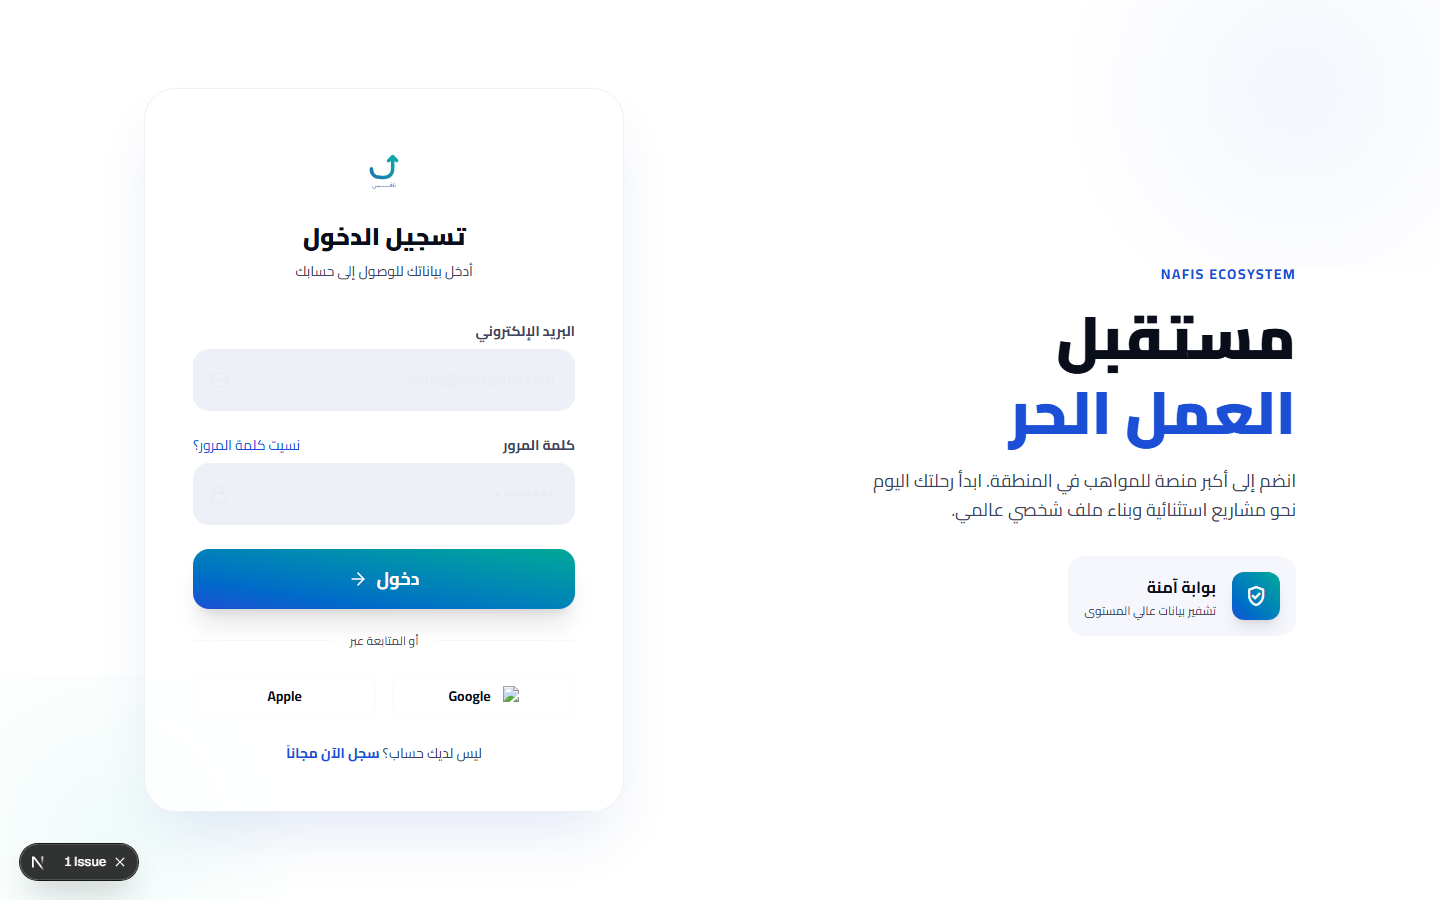 NAFIS ECOSYSTEM
مستقبل
العمل الحر
انضم إلى أكبر منصة للمواهب في المنطقة. ابدأ رحلتك اليوم
نحو مشاريع استثنائية وبناء ملف شخصي عالمي.
بوابة آمنة
تشفير بيانات عالي المستوى
تسجيل الدخول
أدخل بياناتك للوصول إلى حسابك
البريد الإلكتروني
name@company.com
كلمة المرور
نسيت كلمة المرور؟
••••••••
دخول
أو المتابعة عبر
Google
Apple
ليس لديك حساب؟ سجل الآن مجاناً
1 Issue